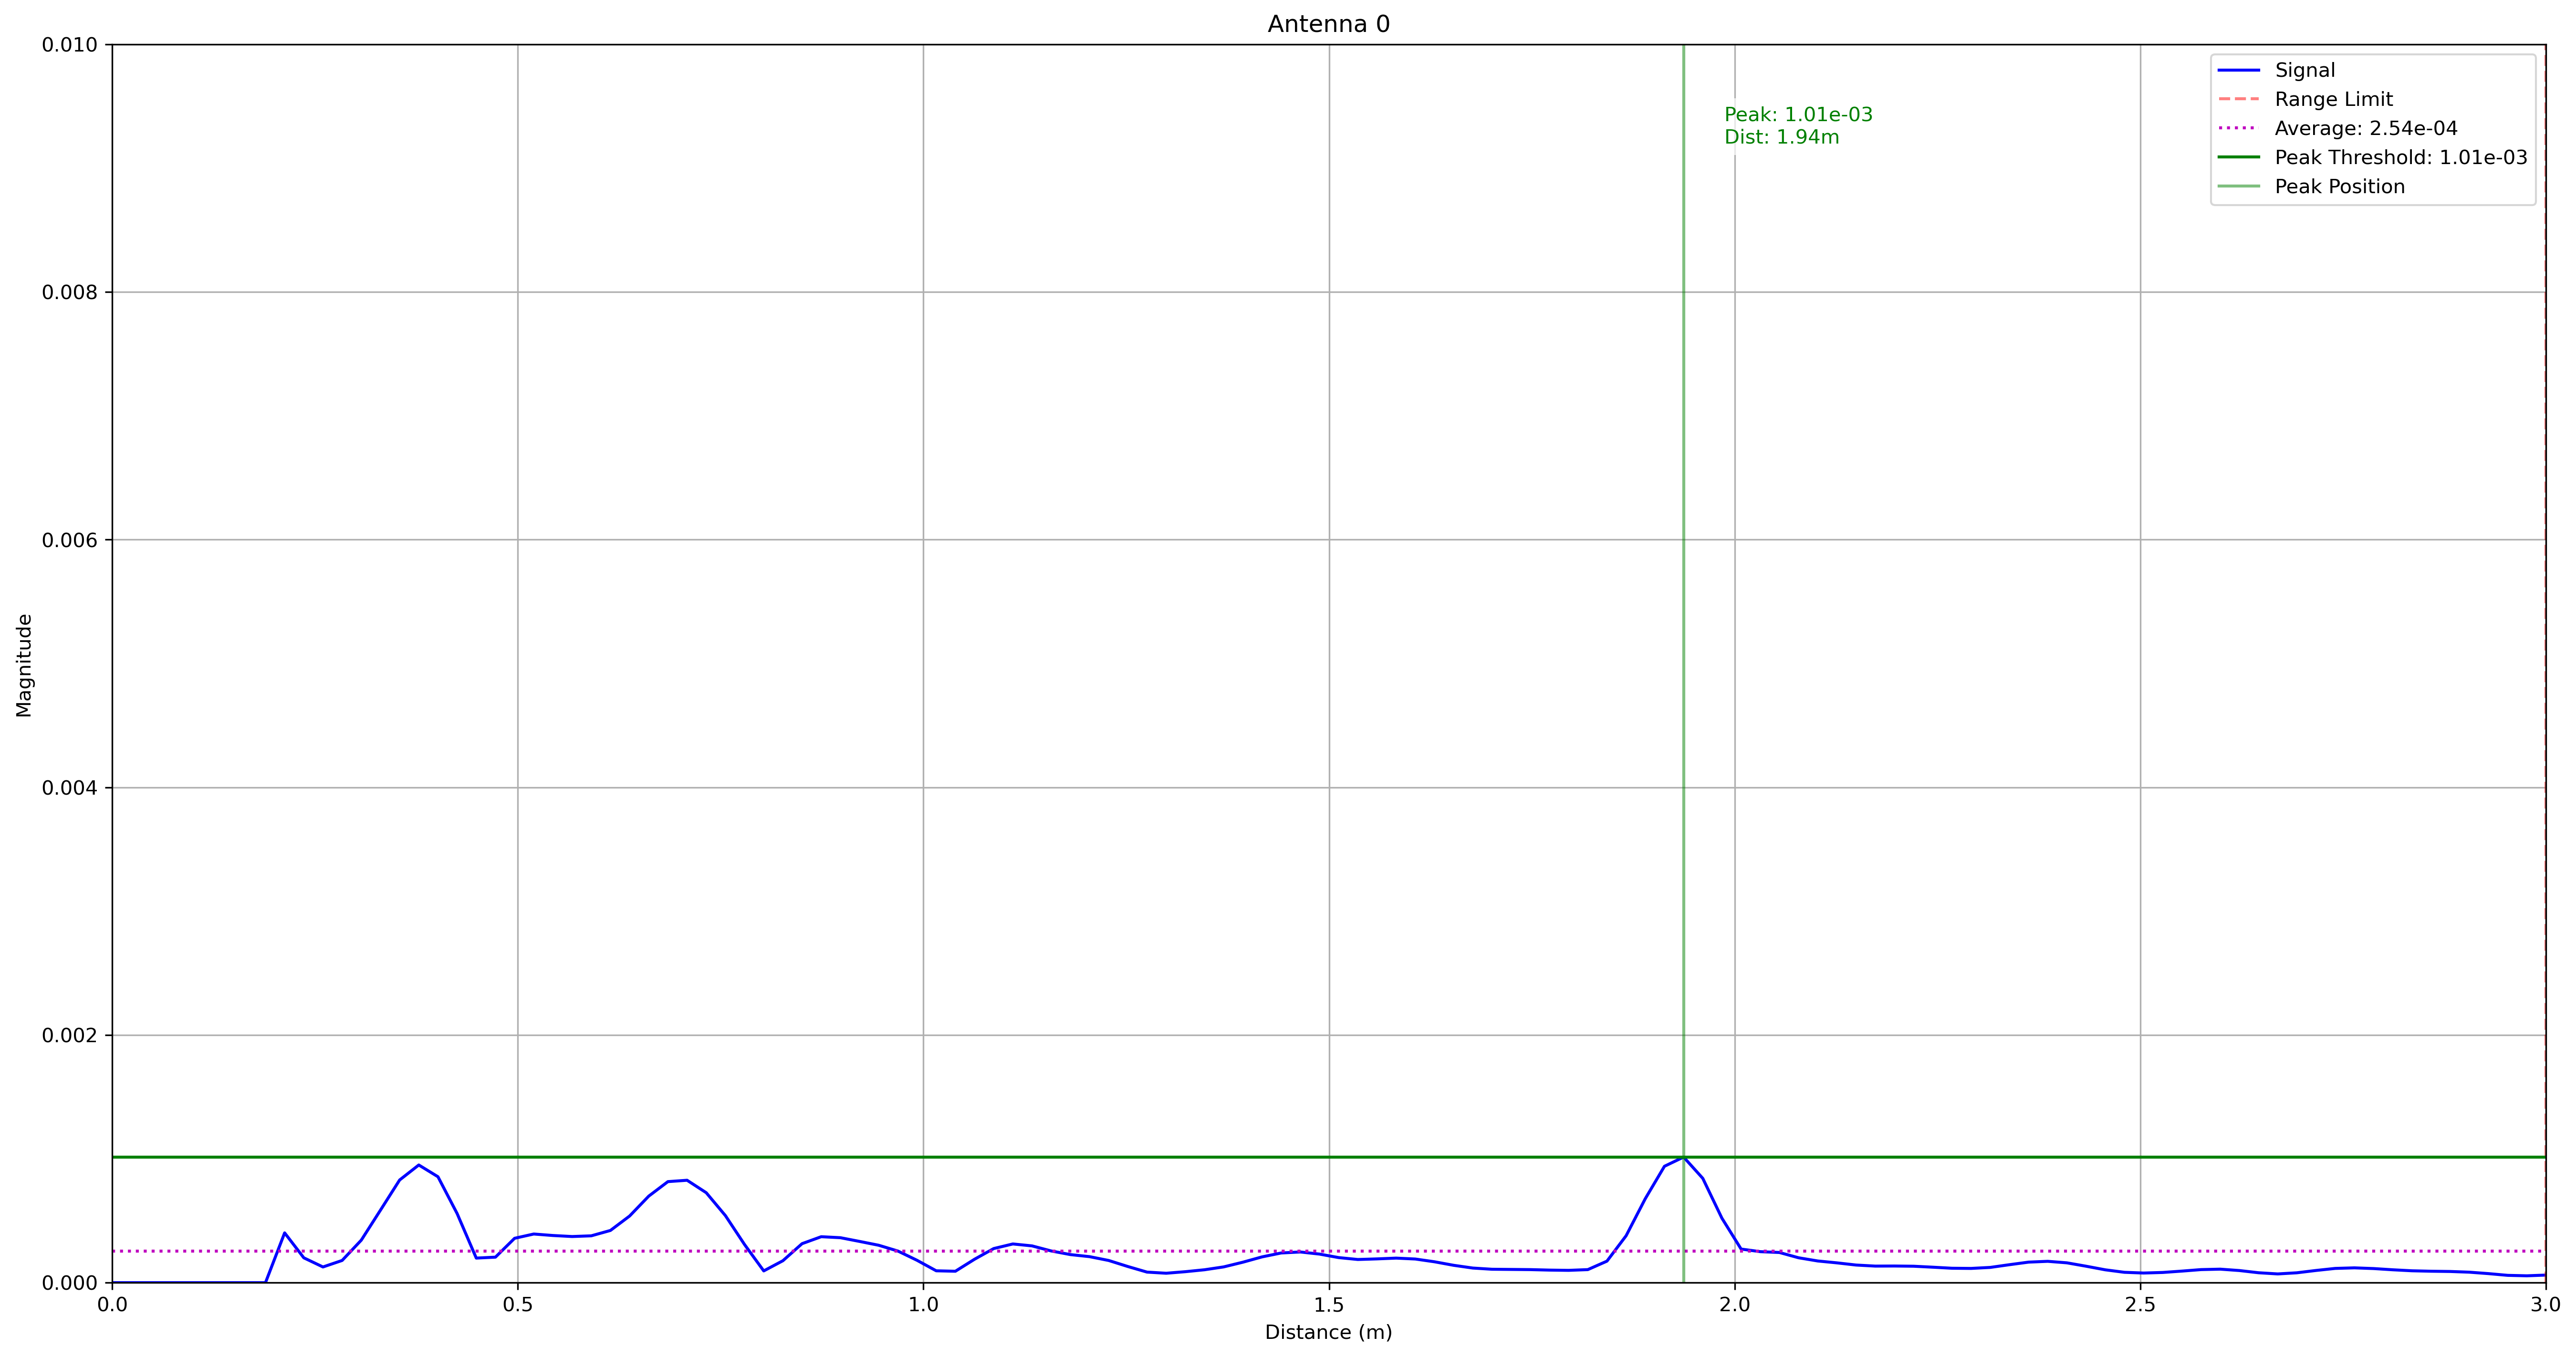 Antenna 0
0.010
0.008
0.006
0.004
0.002
0.000
Magnitude
Peak: 1.01e-03
Dist: 1.94m
Signal
Range Limit
Average: 2.54e-04
Peak Threshold: 1.01e-03
Peak Position
0.0 0.5 1.0 1.5 2.0 2.5 3.0
Distance (m)